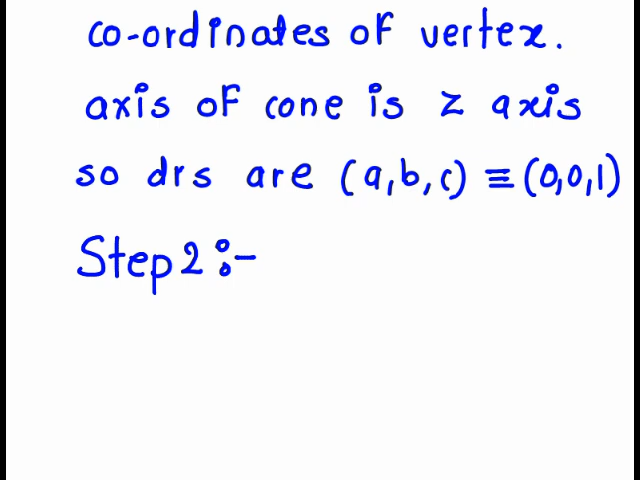 co-ordinates of vertex.
axis of cone is z axis
so drs are (a,b,c) ≡ (0,0,1)
Step 2 :-